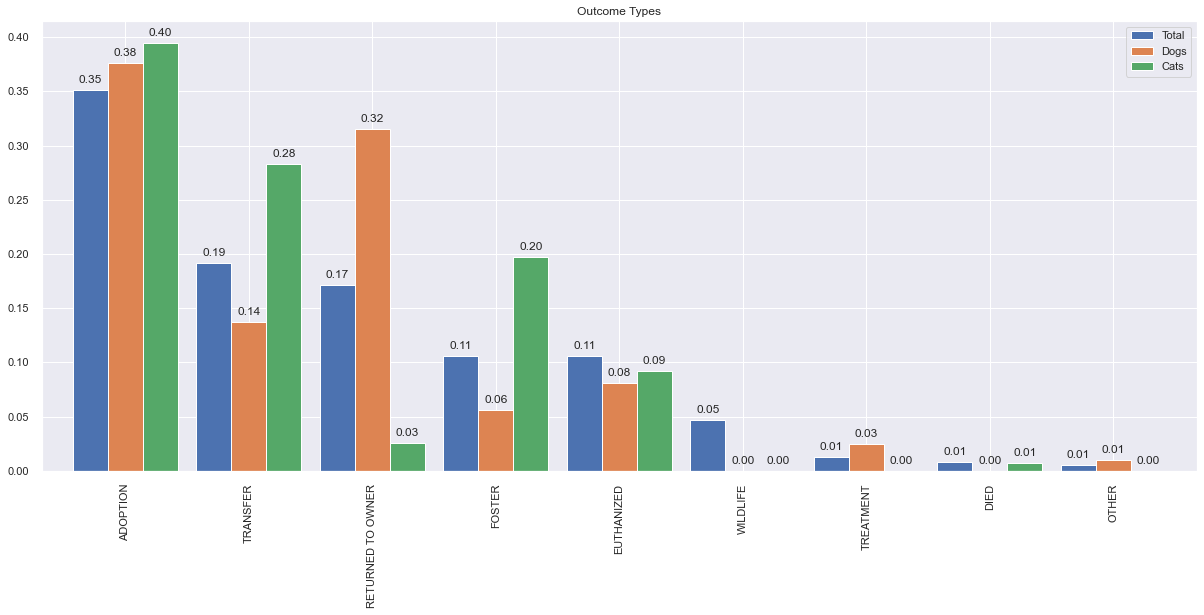 Outcome Types
Total
Dogs
Cats
0.40
0.35
0.30
0.25
0.20
0.15
0.10
0.05
0.00
0.35
0.38
0.40
0.19
0.14
0.28
0.17
0.32
0.03
0.11
0.06
0.20
0.11
0.08
0.09
0.05
0.00
0.00
0.01
0.03
0.00
0.01
0.00
0.01
0.01
0.01
0.00
ADOPTION
TRANSFER
RETURNED TO OWNER
FOSTER
EUTHANIZED
WILDLIFE
TREATMENT
DIED
OTHER